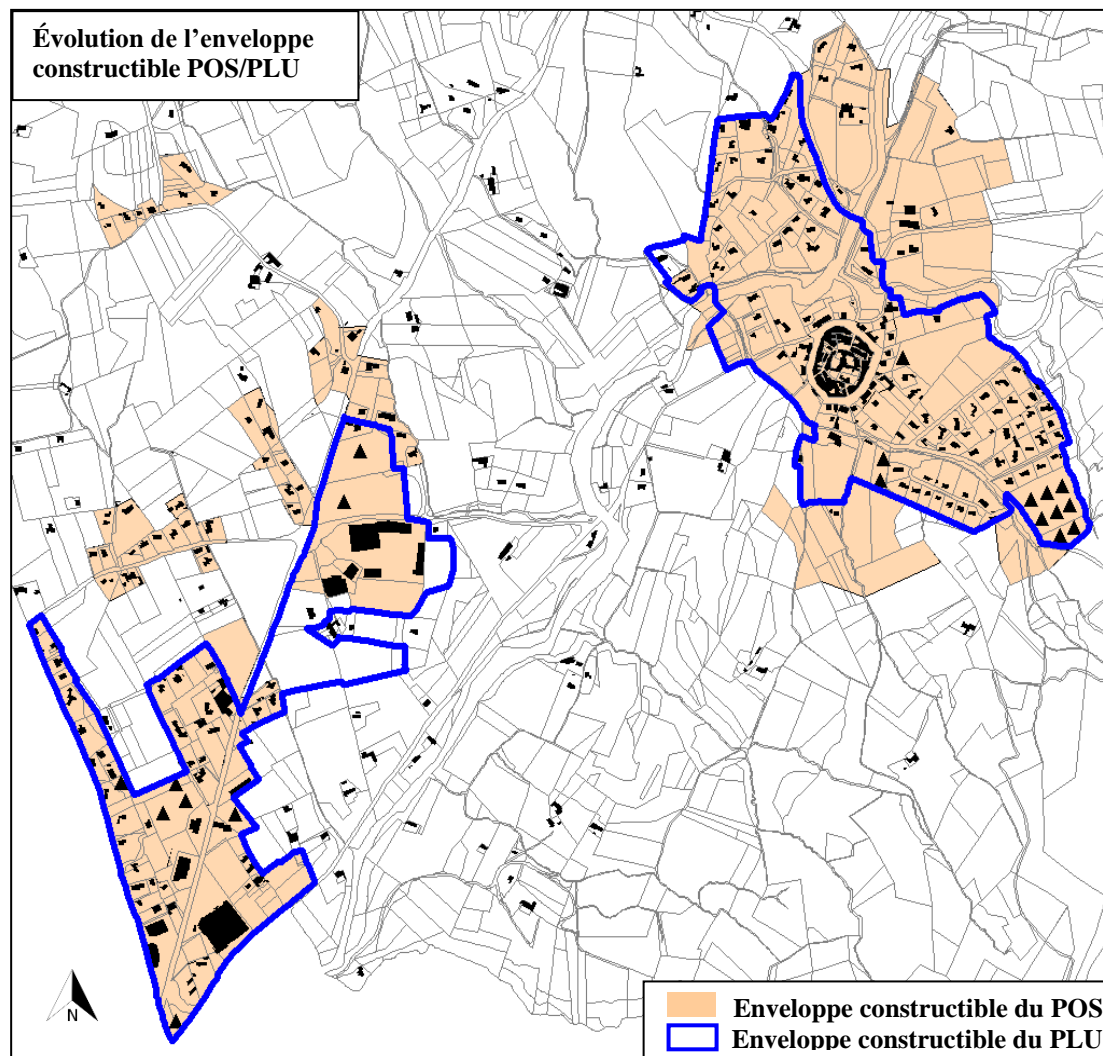 Évolution de l’enveloppe
constructible POS/PLU
N
Enveloppe constructible du POS
Enveloppe constructible du PLU